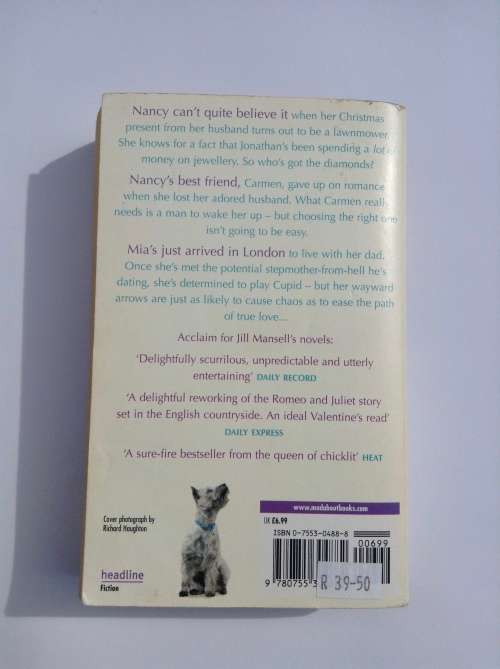 Nancy can't quite believe it when her Christmas
present from her husband turns out to be a lawnmower.
She knows for a fact that Jonathan's been spending a lot of
money on jewellery. So who's got the diamonds?
Nancy's best friend, Carmen, gave up on romance
when she lost her adored husband. What Carmen really
needs is a man to wake her up – but choosing the right one
isn't going to be easy.
Mia's just arrived in London to live with her dad.
Once she's met the potential stepmother-from-hell he's
dating, she's determined to play Cupid – but her wayward
arrows are just as likely to cause chaos as to ease the path
of true love...
Acclaim for Jill Mansell's novels:
'Delightfully scurrilous, unpredictable and utterly
entertaining' DAILY RECORD
'A delightful reworking of the Romeo and Juliet story
set in the English countryside. An ideal Valentine's read'
DAILY EXPRESS
'A sure-fire bestseller from the queen of chicklit' HEAT
www.madaboutbooks.com
UK £6.99
ISBN 0-7553-0488-8
00699
9 780755 3
R 39-50
Cover photograph by
Richard Haughton
headline
Fiction